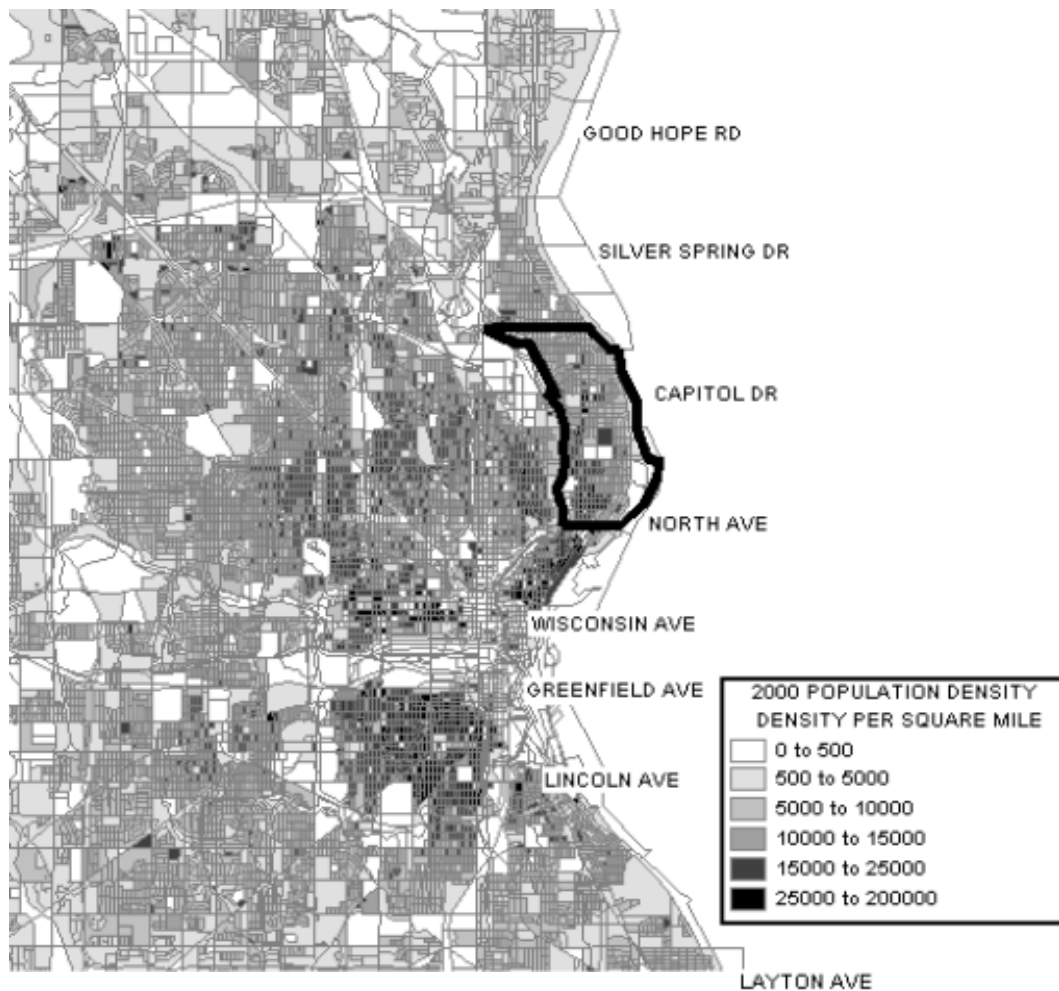 GOOD HOPE RD
SILVER SPRING DR
CAPITOL DR
NORTH AVE
WISCONSIN AVE
GREENFIELD AVE
LINCOLN AVE
2000 POPULATION DENSITY
DENSITY PER SQUARE MILE
0 to 500
500 to 5000
5000 to 10000
10000 to 15000
15000 to 25000
25000 to 200000
LAYTON AVE